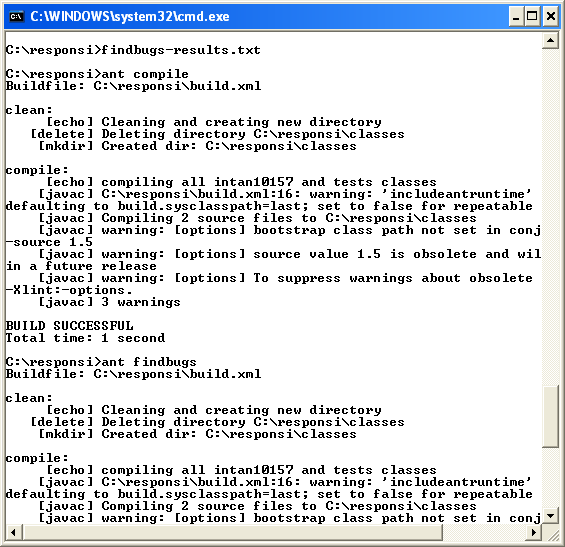 C:\WINDOWS\system32\cmd.exe
C:\responsi>findbugs-results.txt
C:\responsi>ant compile
Buildfile: C:\responsi\build.xml
clean:
[echo] Cleaning and creating new directory
[delete] Deleting directory C:\responsi\classes
[mkdir] Created dir: C:\responsi\classes
compile:
[echo] compiling all intan10157 and tests classes
[javac] C:\responsi\build.xml:16: warning: 'includeantruntime'
defaulting to build.sysclasspath=last; set to false for repeatable
[javac] Compiling 2 source files to C:\responsi\classes
[javac] warning: [options] bootstrap class path not set in conj
-source 1.5
[javac] warning: [options] source value 1.5 is obsolete and wil
in a future release
[javac] warning: [options] To suppress warnings about obsolete
-Xlint:-options.
[javac] 3 warnings
BUILD SUCCESSFUL
Total time: 1 second
C:\responsi>ant findbugs
Buildfile: C:\responsi\build.xml
clean:
[echo] Cleaning and creating new directory
[delete] Deleting directory C:\responsi\classes
[mkdir] Created dir: C:\responsi\classes
compile:
[echo] compiling all intan10157 and tests classes
[javac] C:\responsi\build.xml:16: warning: 'includeantruntime'
defaulting to build.sysclasspath=last; set to false for repeatable
[javac] Compiling 2 source files to C:\responsi\classes
[javac] warning: [options] bootstrap class path not set in conj